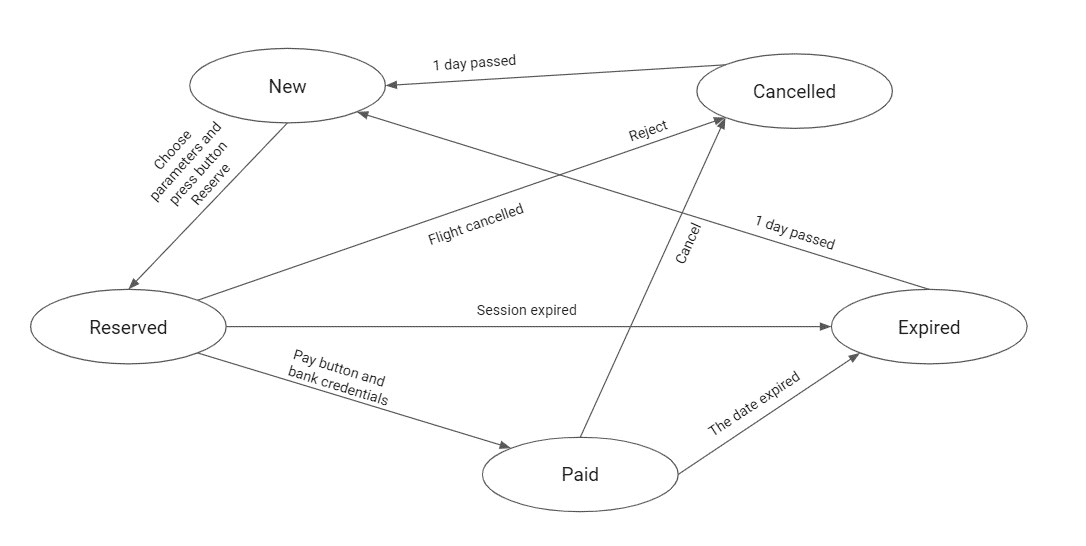 1 day passed
New
Cancelled
Choose
parameters and
press button
Reserve
Reject
Flight cancelled
1 day passed
Cancel
Session expired
Reserved
Expired
Pay button and
bank credentials
The date expired
Paid